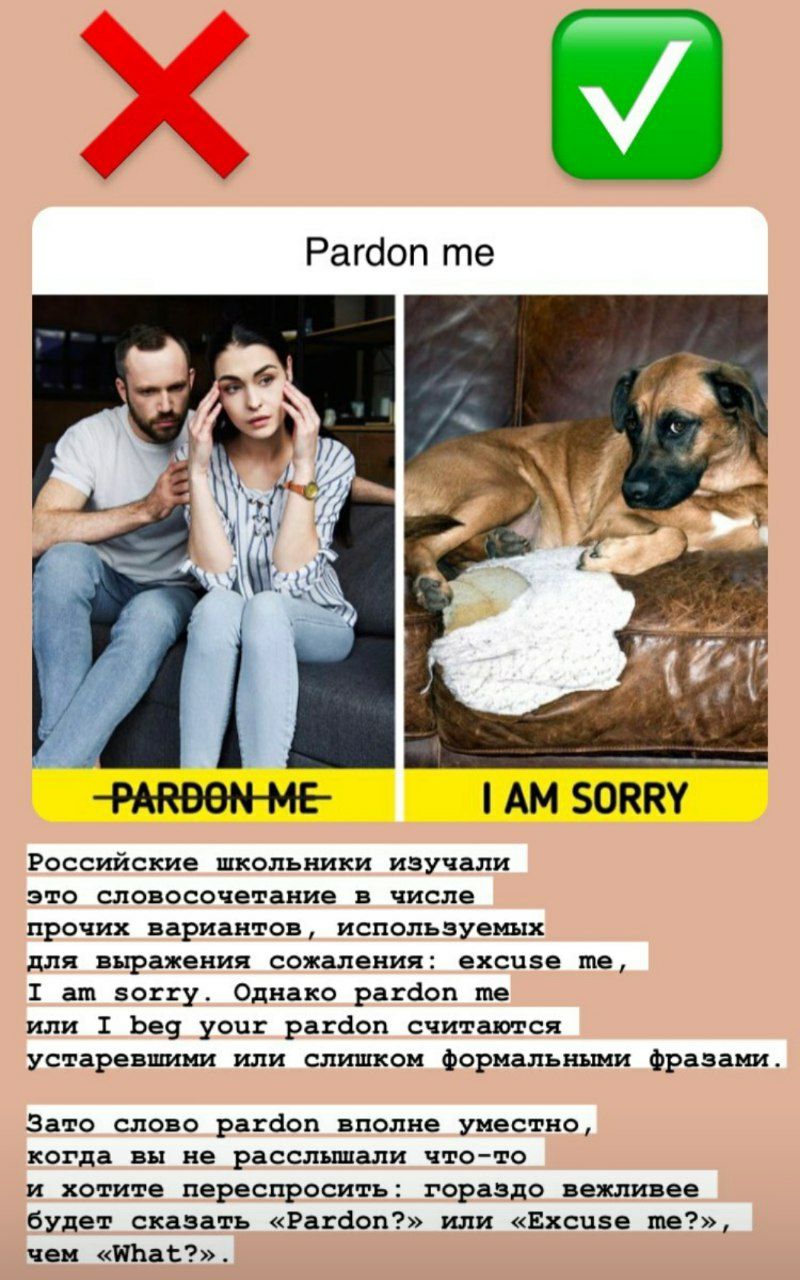 Pardon me
PARDON ME
I AM SORRY
Российские школьники изучали
это словосочетание в числе
прочих вариантов, используемых
для выражения сожаления: excuse me,
I am sorry. Однако pardon me
или I beg your pardon считаются
устаревшими или слишком формальными фразами.
Зато слово pardon вполне уместно,
когда вы не расслышали что-то
и хотите переспросить: гораздо вежливее
будет сказать «Pardon?» или «Excuse me?»,
чем «What?».